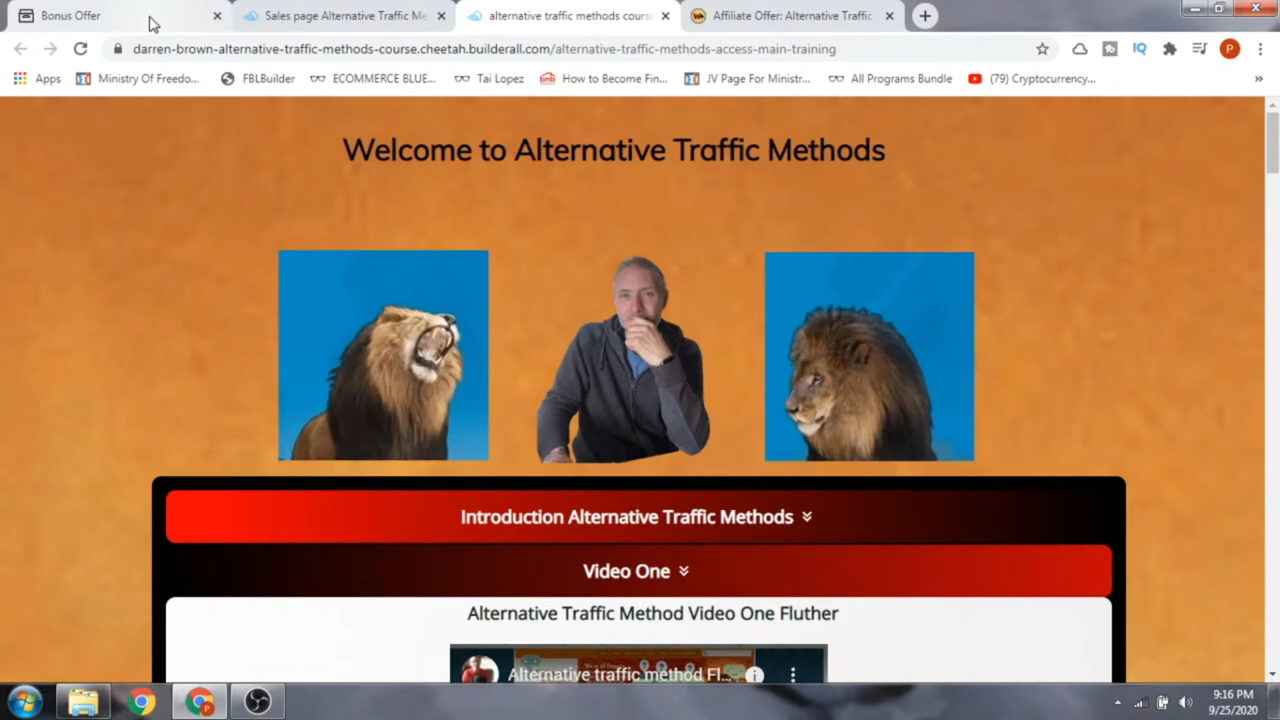 Bonus Offer
Sales page Alternative Traffic Me
alternative traffic methods cours
Affiliate Offer: Alternative Traffic
darren-brown-alternative-traffic-methods-course.cheetah.builderall.com/alternative-traffic-methods-access-main-training
IQ
P
Apps
Ministry Of Freedo...
FBLBuilder
ECOMMERCE BLUE...
Tai Lopez
How to Become Fin...
JV Page For Ministr...
All Programs Bundle
(79) Cryptocurrency...
»
Welcome to Alternative Traffic Methods
Introduction Alternative Traffic Methods
Video One
Alternative Traffic Method Video One Fluther
Alternative traffic method Fl...
9:16 PM
9/25/2020